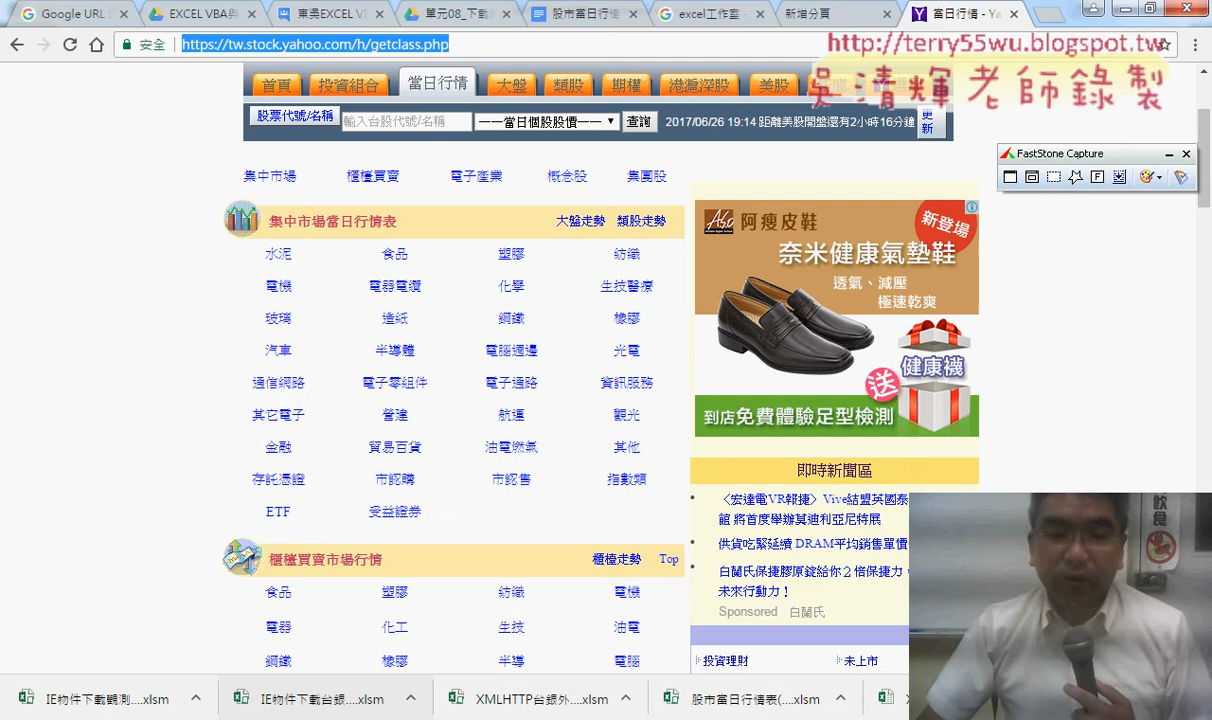 Google URL
EXCEL VBA與
東吳EXCEL VE
單元08_下載
股市當日行情
excel工作室 -
新增分頁
當日行情 - Ya
安全
https://tw.stock.yahoo.com/h/getclass.php
http://terry55wu.blogspot.tw
吳清輝老師錄製
首頁
投資組合
當日行情
大盤
類股
期權
港滬深股
美股
股票代號/名稱
輸入台股代號/名稱
——當日個股股價——
查詢
2017/06/26 19:14 距離美股開盤還有2小時16分鐘
更新
FastStone Capture
集中市場
櫃檯買賣
電子產業
概念股
集團股
集中市場當日行情表
大盤走勢 類股走勢
水泥 食品 塑膠 紡織
電機 電器電纜 化學 生技醫療
玻璃 造紙 鋼鐵 橡膠
汽車 半導體 電腦週邊 光電
通信網路 電子零組件 電子通路 資訊服務
其它電子 營建 航運 觀光
金融 貿易百貨 油電燃氣 其他
存託憑證 市認購 市認售 指數類
ETF 受益證券
櫃檯買賣市場行情
櫃檯走勢 Top
食品 塑膠 紡織 電機
電器 化工 生技 油電
鋼鐵 橡膠 半導 電腦
Aso 阿瘦皮鞋
新登場
奈米健康氣墊鞋
透氣、減壓
極速乾爽
健康襪
送
到店免費體驗足型檢測
即時新聞區
〈宏達電VR報捷〉Vive結盟英國泰
館 將首度舉辦莫迪利亞尼特展
供貨吃緊延續 DRAM平均銷售單價
白蘭氏保捷膠原錠給你２倍保捷力，
未來行動力！
Sponsored 白蘭氏
投資理財
未上市
飲食
IE物件下載觀測....xlsm
IE物件下載台銀....xlsm
XMLHTTP台銀外....xlsm
股市當日行情表(....xlsm